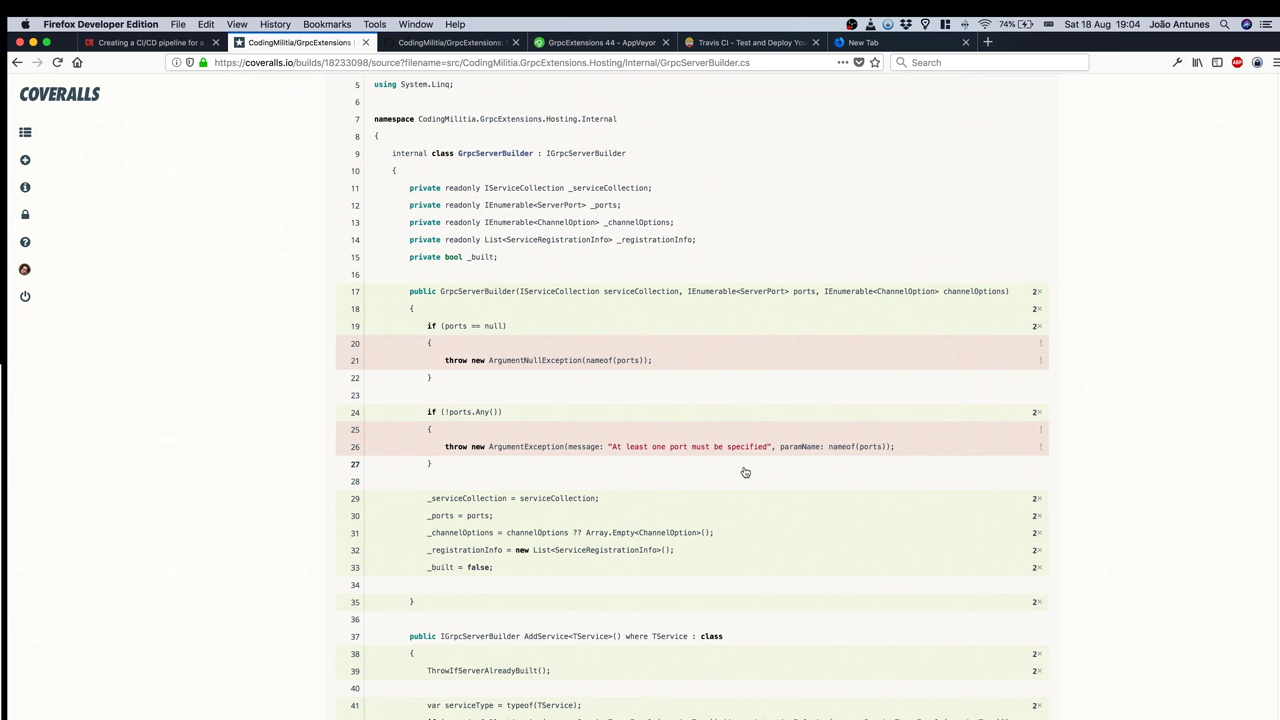 Firefox Developer Edition File Edit View History Bookmarks Tools Window Help 74% Sat 18 Aug 19:04 João Antunes
Creating a CI/CD pipeline for a CodingMilitia/GrpcExtensions | CodingMilitia/GrpcExtensions: GrpcExtensions 44 - AppVeyor Travis CI - Test and Deploy You New Tab
https://coveralls.io/builds/18233098/source?filename=src/CodingMilitia.GrpcExtensions.Hosting/Internal/GrpcServerBuilder.cs Search ABP
COVERALLS
5 using System.Linq;
6
7 namespace CodingMilitia.GrpcExtensions.Hosting.Internal
8 {
9 internal class GrpcServerBuilder : IGrpcServerBuilder
10 {
11 private readonly IServiceCollection _serviceCollection;
12 private readonly IEnumerable<ServerPort> _ports;
13 private readonly IEnumerable<ChannelOption> _channelOptions;
14 private readonly List<ServiceRegistrationInfo> _registrationInfo;
15 private bool _built;
16
17 public GrpcServerBuilder(IServiceCollection serviceCollection, IEnumerable<ServerPort> ports, IEnumerable<ChannelOption> channelOptions) 2×
18 { 2×
19 if (ports == null) 2×
20 { !
21 throw new ArgumentNullException(nameof(ports)); !
22 }
23
24 if (!ports.Any()) 2×
25 { !
26 throw new ArgumentException(message: "At least one port must be specified", paramName: nameof(ports)); !
27 }
28
29 _serviceCollection = serviceCollection; 2×
30 _ports = ports; 2×
31 _channelOptions = channelOptions ?? Array.Empty<ChannelOption>(); 2×
32 _registrationInfo = new List<ServiceRegistrationInfo>(); 2×
33 _built = false; 2×
34
35 } 2×
36
37 public IGrpcServerBuilder AddService<TService>() where TService : class
38 { 2×
39 ThrowIfServerAlreadyBuilt(); 2×
40
41 var serviceType = typeof(TService); 2×